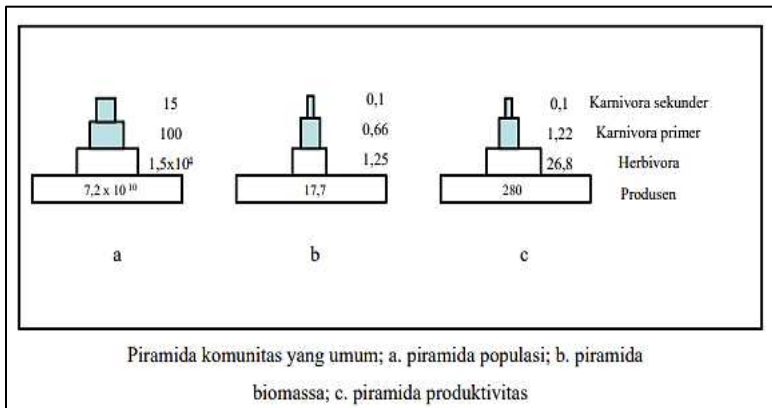 15 0,1 0,1 Karnivora sekunder
100 0,66 1,22 Karnivora primer
1,5x10⁴ 1,25 26,8 Herbivora
7,2 x 10¹⁰ 17,7 280 Produsen
a b c
Piramida komunitas yang umum; a. piramida populasi; b. piramida
biomassa; c. piramida produktivitas